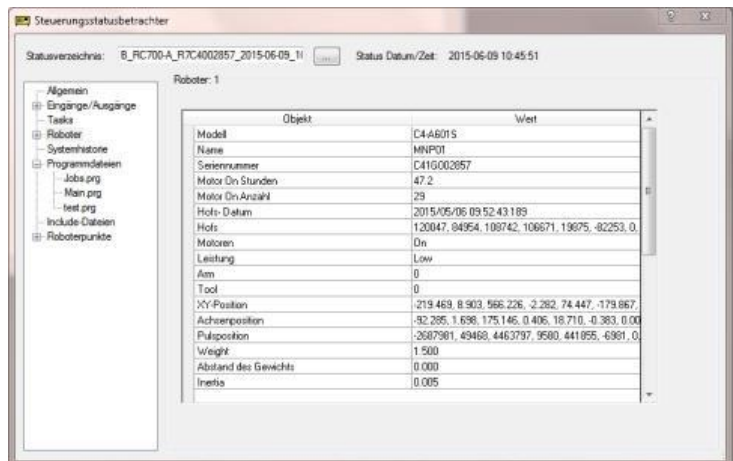 Steuerungsstatusbetrachter
Statusverzeichnis: B_RC700-A_R7C4002857_2015-06-09_1( ... Status Datum/Zeit: 2015-06-09 10:45:51
Roboter: 1
Allgemein
Eingänge/Ausgänge
Tasks
Roboter
Systemhistorie
Programmdateien
Jobs.prg
Main.prg
test.prg
Include-Dateien
Roboterpunkte
Objekt Wert
Modell C4-A601S
Name MNP01
Seriennummer C41G002857
Motor On Stunden 47.2
Motor On Anzahl 29
Hofs- Datum 2015/05/06 09:52:43:189
Hofs 120047, 84954, 108742, 106671, 19875, -82253, 0,
Motoren On
Leistung Low
Arm 0
Tool 0
XY-Position -219.469, 8.903, 566.226, -2.282, 74.447, -179.867,
Achsenposition -92.285, 1.698, 175.146, 0.406, 18.710, -0.383, 0.00
Pulsposition -2687981, 49468, 4463797, 9580, 441855, -6981, 0,
Weight 1.500
Abstand des Gewichts 0.000
Inertia 0.005